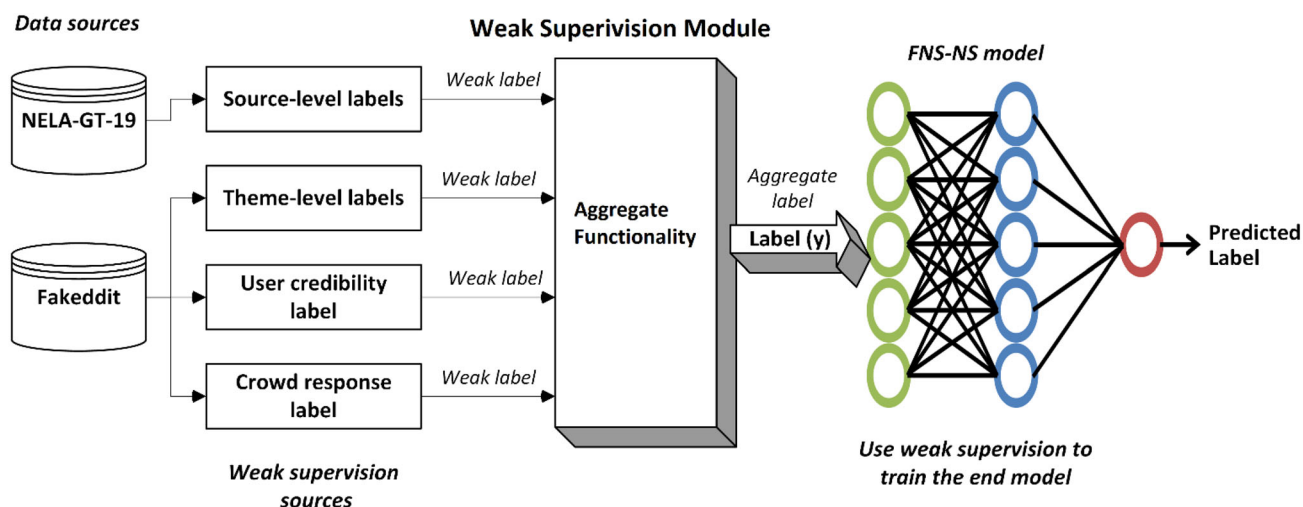 Data sources
Weak Superivision Module
FNS-NS model
NELA-GT-19
Source-level labels
Weak label
Theme-level labels
Weak label
Fakeddit
User credibility
label
Weak label
Crowd response
label
Weak label
Weak supervision
sources
Aggregate
Functionality
Aggregate
label
Label (y)
Predicted
Label
Use weak supervision to
train the end model